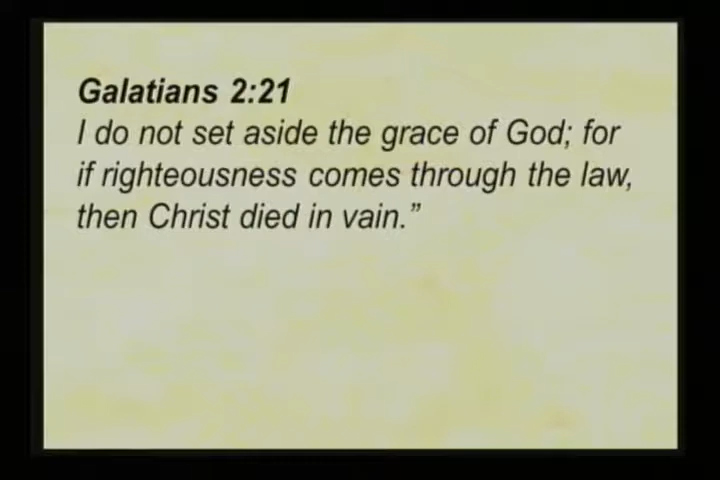 Galatians 2:21
I do not set aside the grace of God; for
if righteousness comes through the law,
then Christ died in vain.”